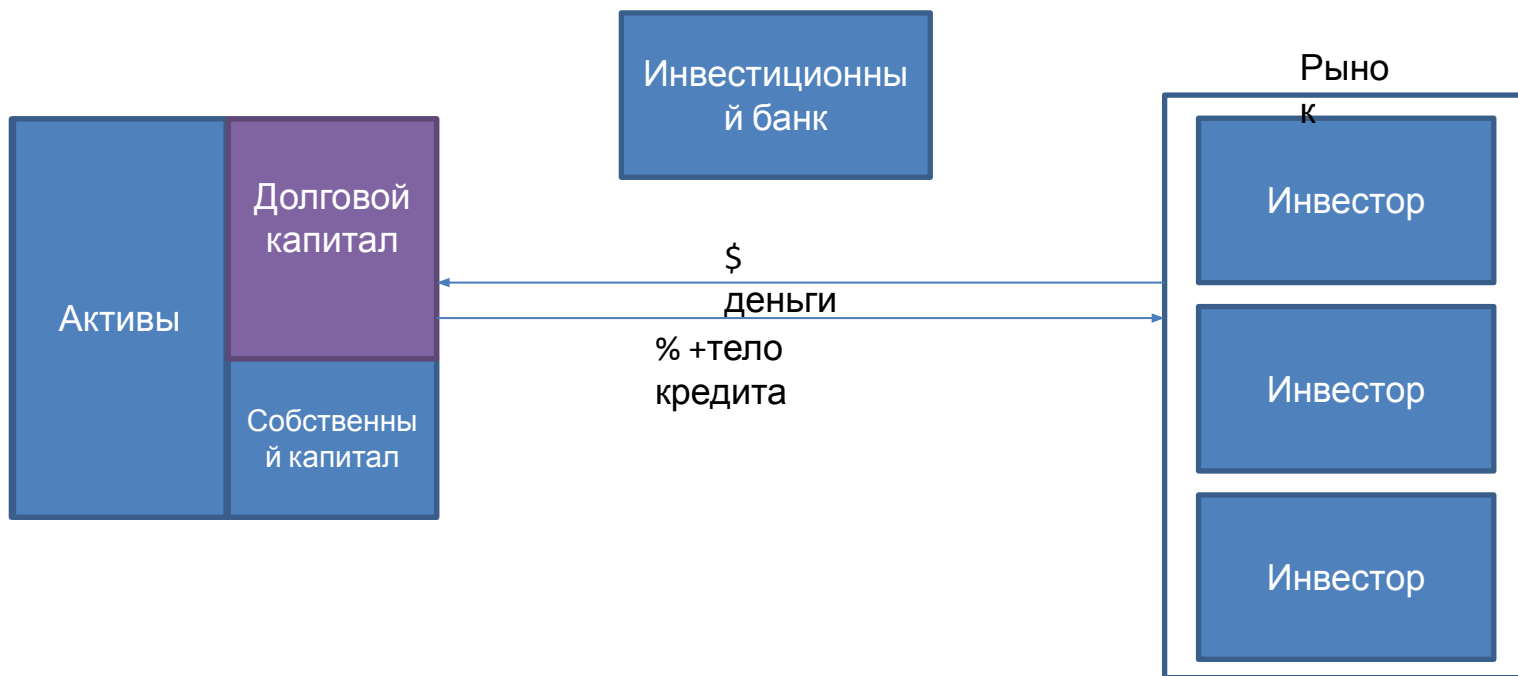 Инвестиционны
й банк
Рыно
к
Долговой
капитал
Активы
Собственны
й капитал
$
деньги
% +тело
кредита
Инвестор
Инвестор
Инвестор